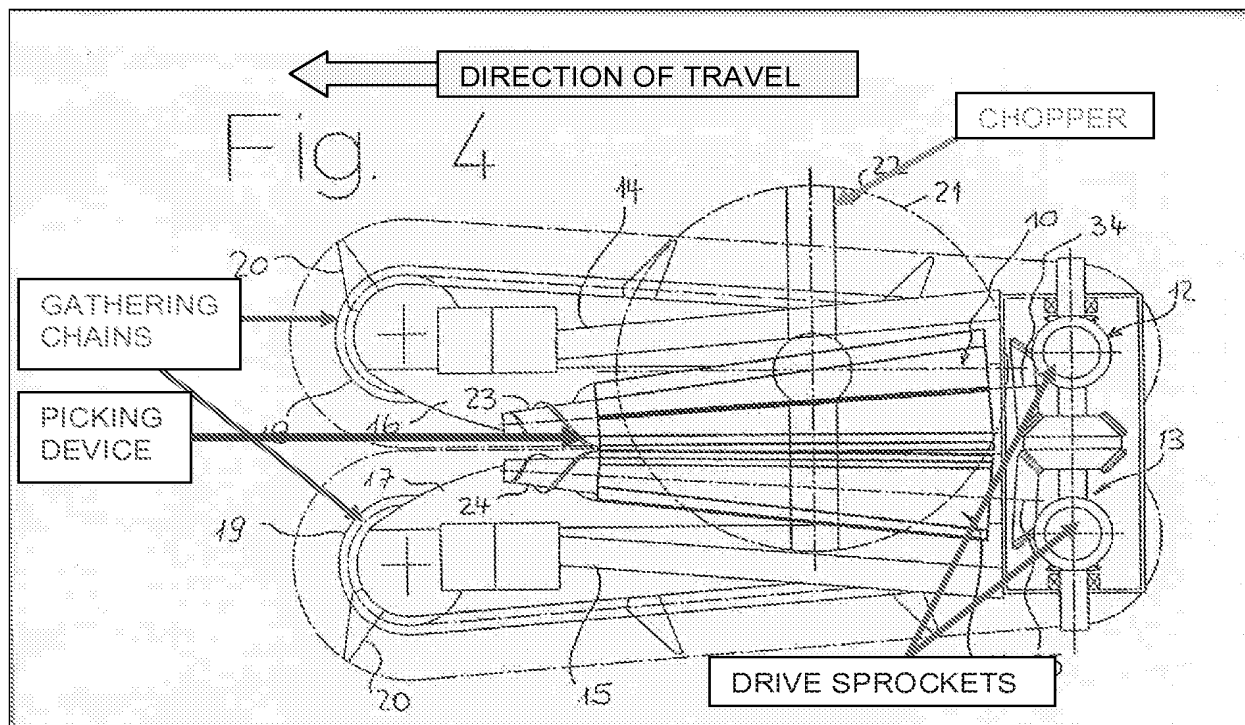 DIRECTION OF TRAVEL
Fig. 4
CHOPPER
22
21
14
10
34
20
12
GATHERING
CHAINS
18
16
23
PICKING
DEVICE
13
17
24
19
20
15
DRIVE SPROCKETS